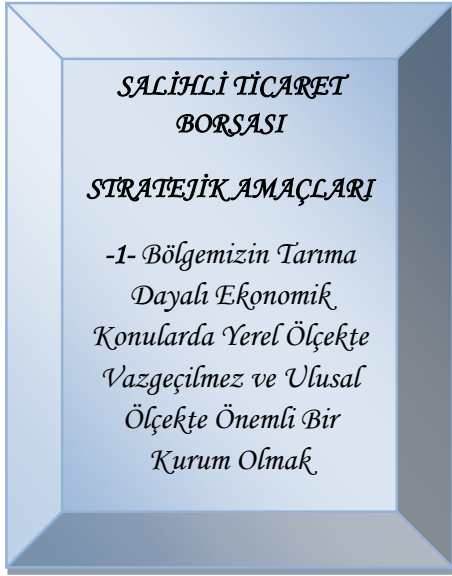 SALİHLİ TİCARET
BORSASI
STRATEJİK AMAÇLARI
-1- Bölgemizin Tarıma
Dayalı Ekonomik
Konularda Yerel Ölçekte
Vazgeçilmez ve Ulusal
Ölçekte Önemli Bir
Kurum Olmak